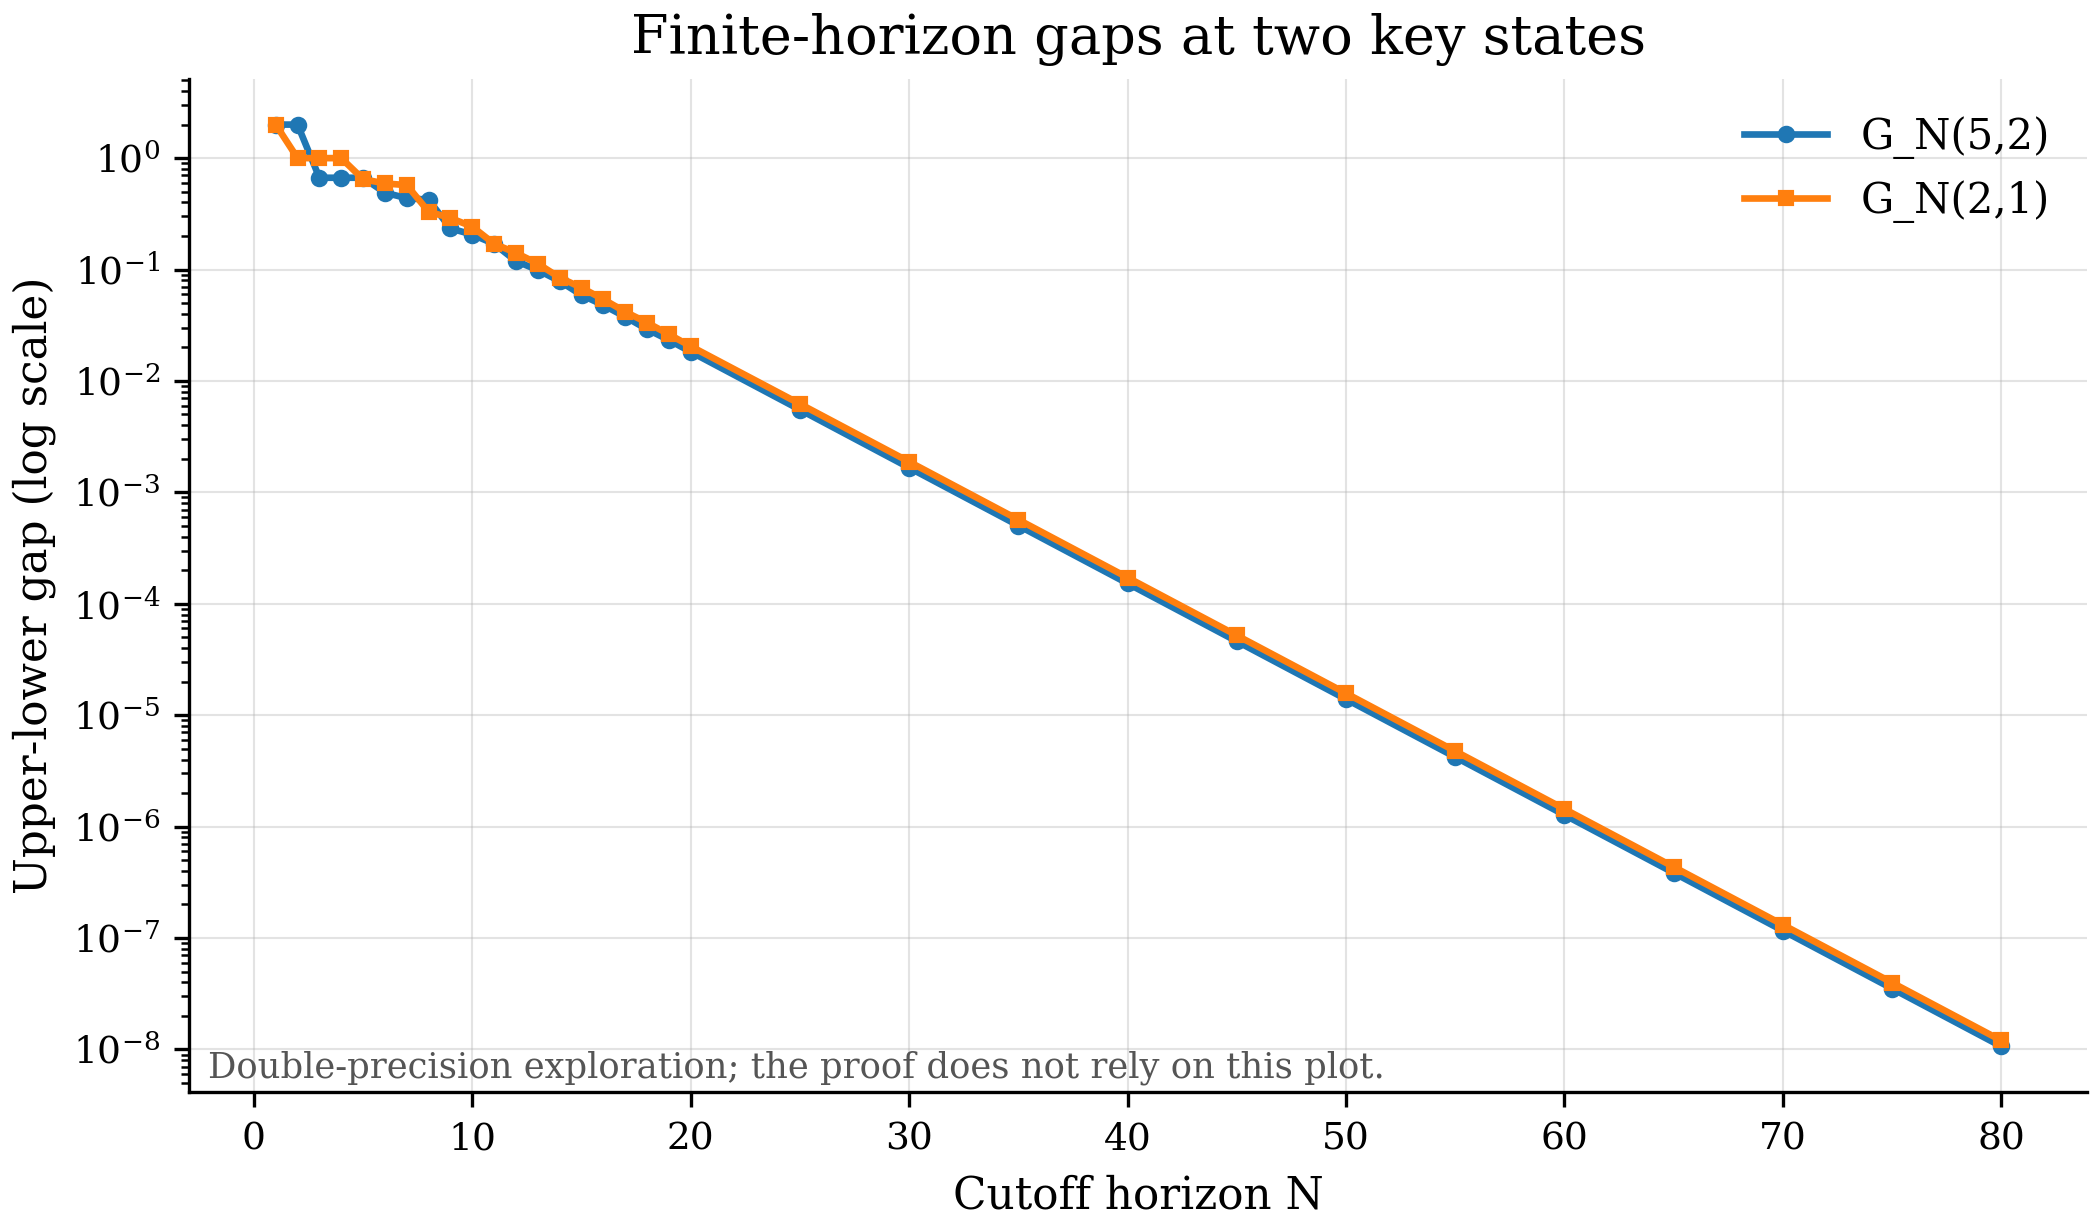 Finite-horizon gaps at two key states
G_N(5,2)
G_N(2,1)
Upper-lower gap (log scale)
10⁰
10⁻¹
10⁻²
10⁻³
10⁻⁴
10⁻⁵
10⁻⁶
10⁻⁷
10⁻⁸
Double-precision exploration; the proof does not rely on this plot.
0 10 20 30 40 50 60 70 80
Cutoff horizon N